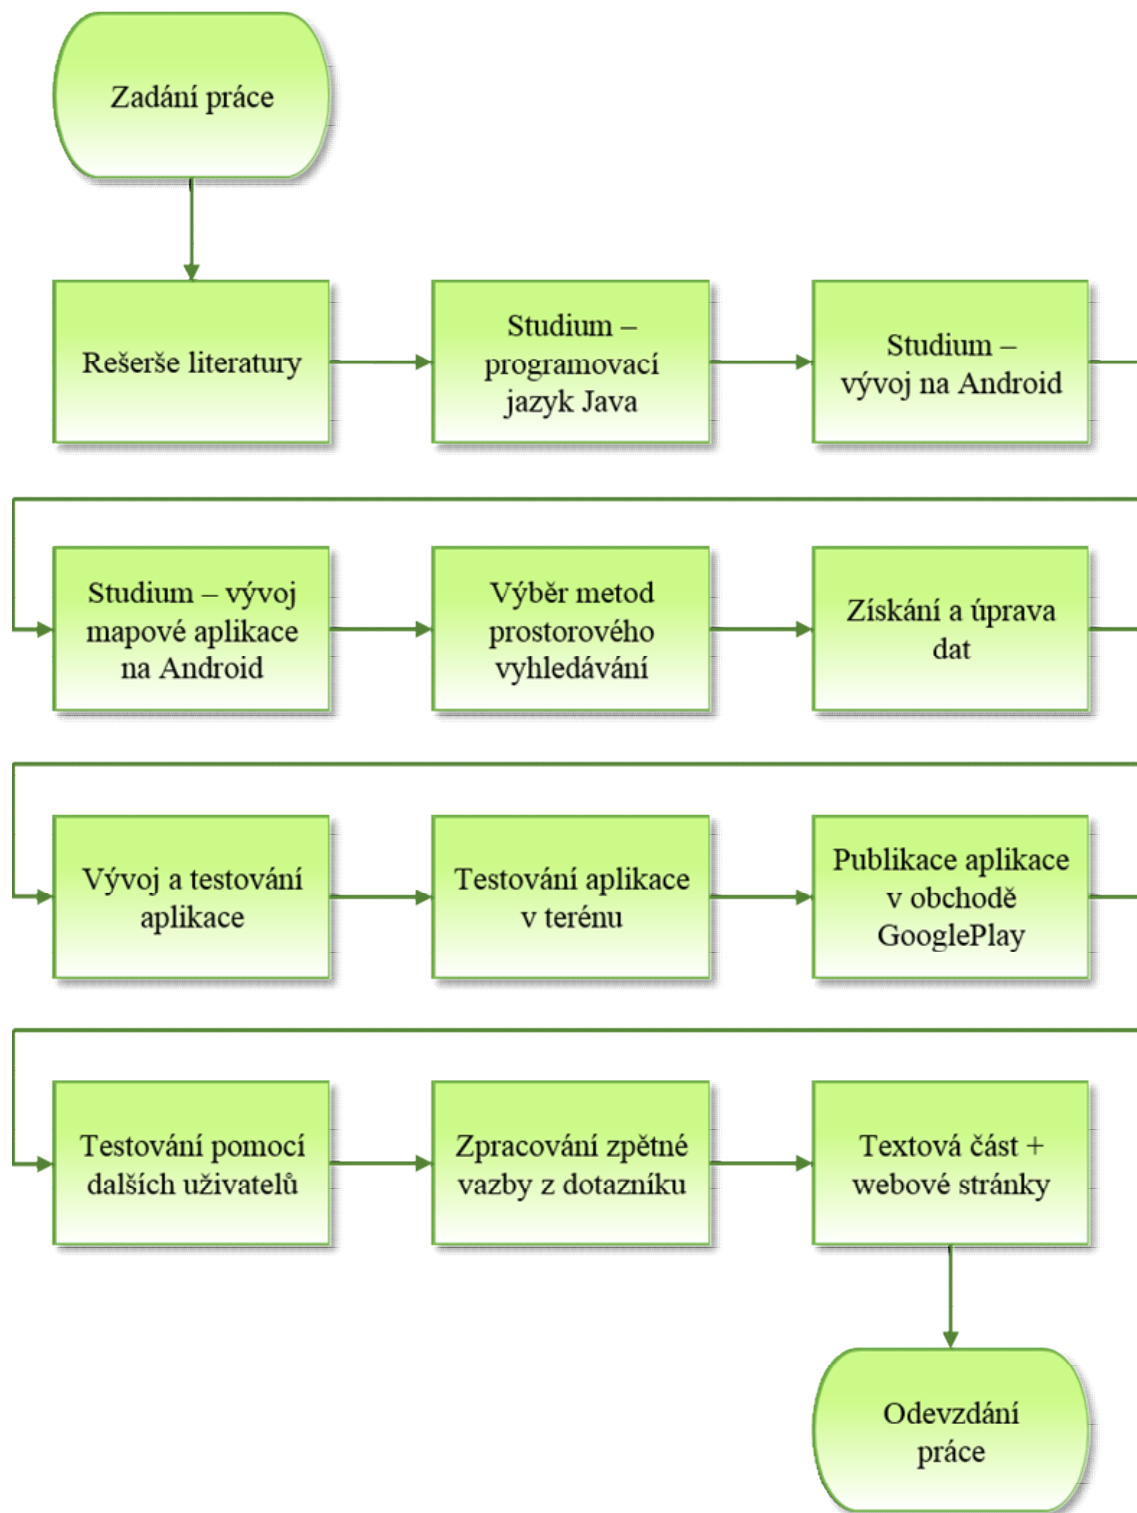 Zadání práce
Rešerše literatury
Studium –
programovací
jazyk Java
Studium –
vývoj na Android
Studium – vývoj
mapové aplikace
na Android
Výběr metod
prostorového
vyhledávání
Získání a úprava
dat
Vývoj a testování
aplikace
Testování aplikace
v terénu
Publikace aplikace
v obchodě
GooglePlay
Testování pomocí
dalších uživatelů
Zpracování zpětné
vazby z dotazníku
Textová část +
webové stránky
Odevzdání
práce